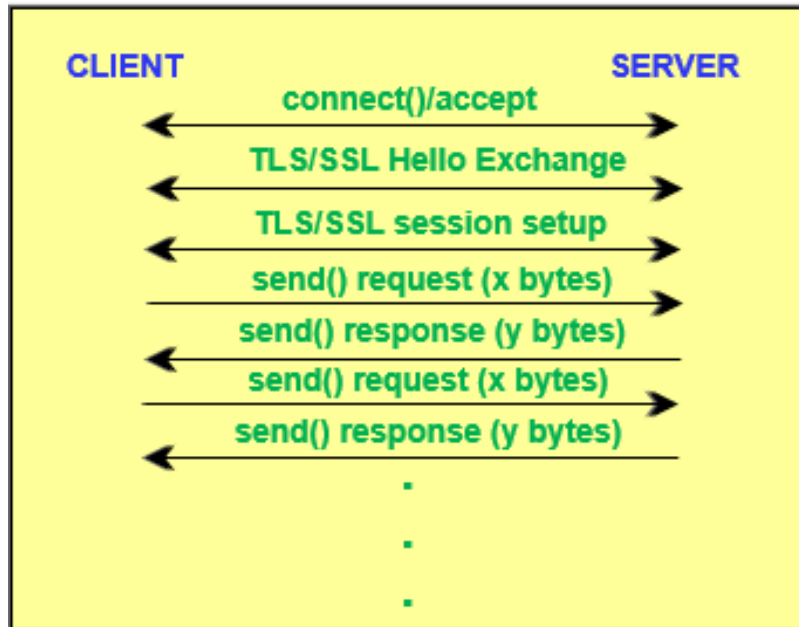 CLIENT SERVER
connect()/accept
TLS/SSL Hello Exchange
TLS/SSL session setup
send() request (x bytes)
send() response (y bytes)
send() request (x bytes)
send() response (y bytes)
.
.
.